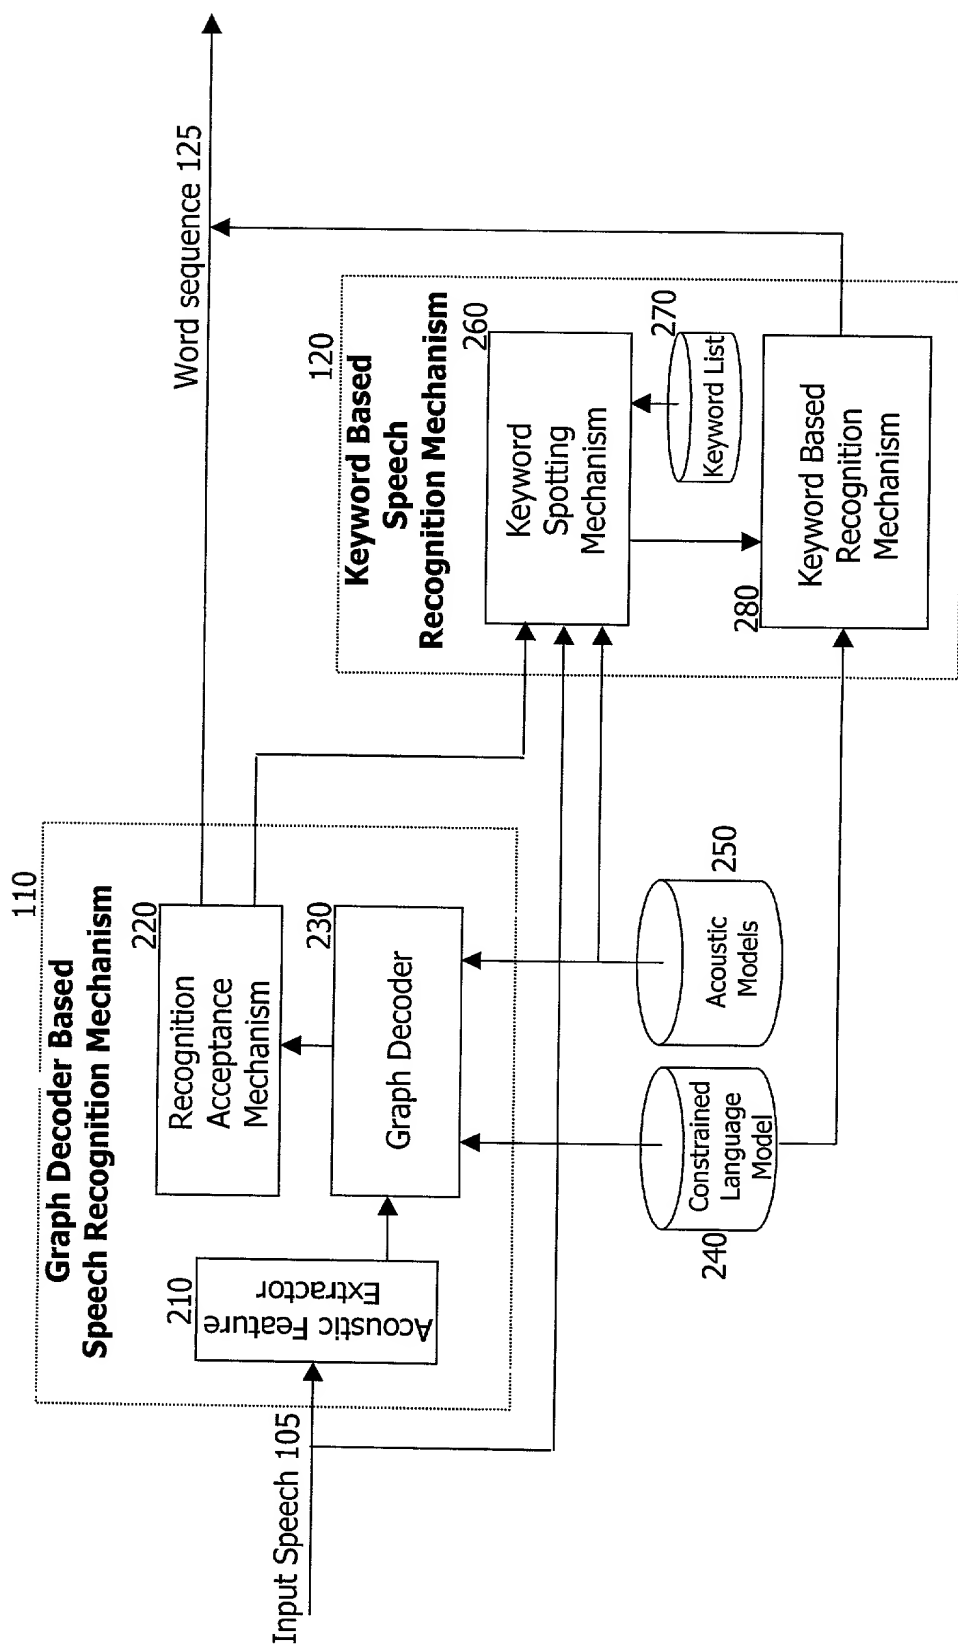 110
Graph Decoder Based
Speech Recognition Mechanism
Input Speech 105
210
Acoustic Feature
Extractor
220
Recognition
Acceptance
Mechanism
230
Graph Decoder
240
Constrained
Language
Model
250
Acoustic
Models
Word sequence 125
120
Keyword Based
Speech
Recognition Mechanism
260
Keyword
Spotting
Mechanism
270
Keyword List
280
Keyword Based
Recognition
Mechanism